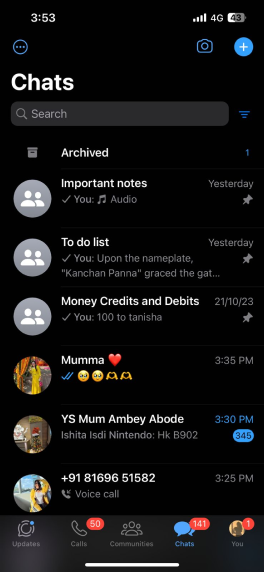 3:53
4G 43
Chats
Search
Archived 1
Important notes Yesterday
You: Audio
To do list Yesterday
You: Upon the nameplate,
"Kanchan Panna" graced the gat...
Money Credits and Debits 21/10/23
You: 100 to tanisha
Mumma ❤️ 3:35 PM
🥺🥺🫶🫶
YS Mum Ambey Abode 3:30 PM
Ishita Isdi Nintendo: Hk B902 345
+91 81696 51582 3:25 PM
Voice call
50 141 1
Updates Calls Communities Chats You